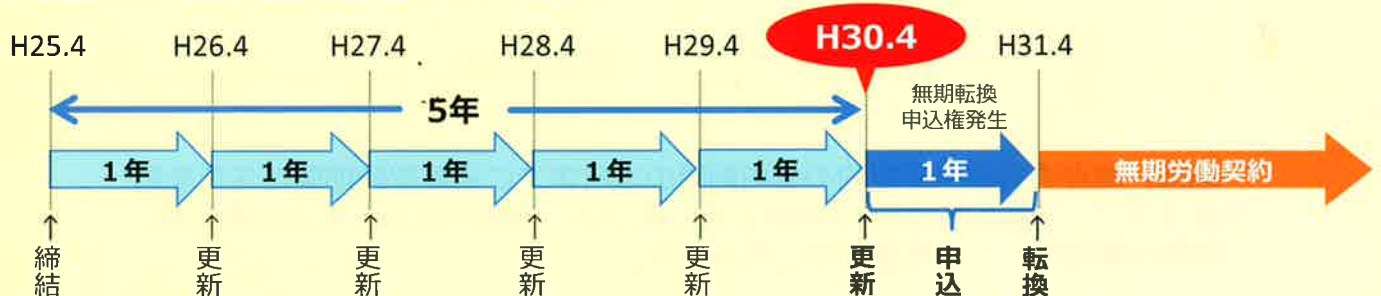 H25.4
H26.4
H27.4
H28.4
H29.4
H30.4
H31.4
5年
無期転換
申込権発生
1年
1年
1年
1年
1年
1年
無期労働契約
↑
↑
↑
↑
↑
↑
↑
締結
更新
更新
更新
更新
更新
申込
転換